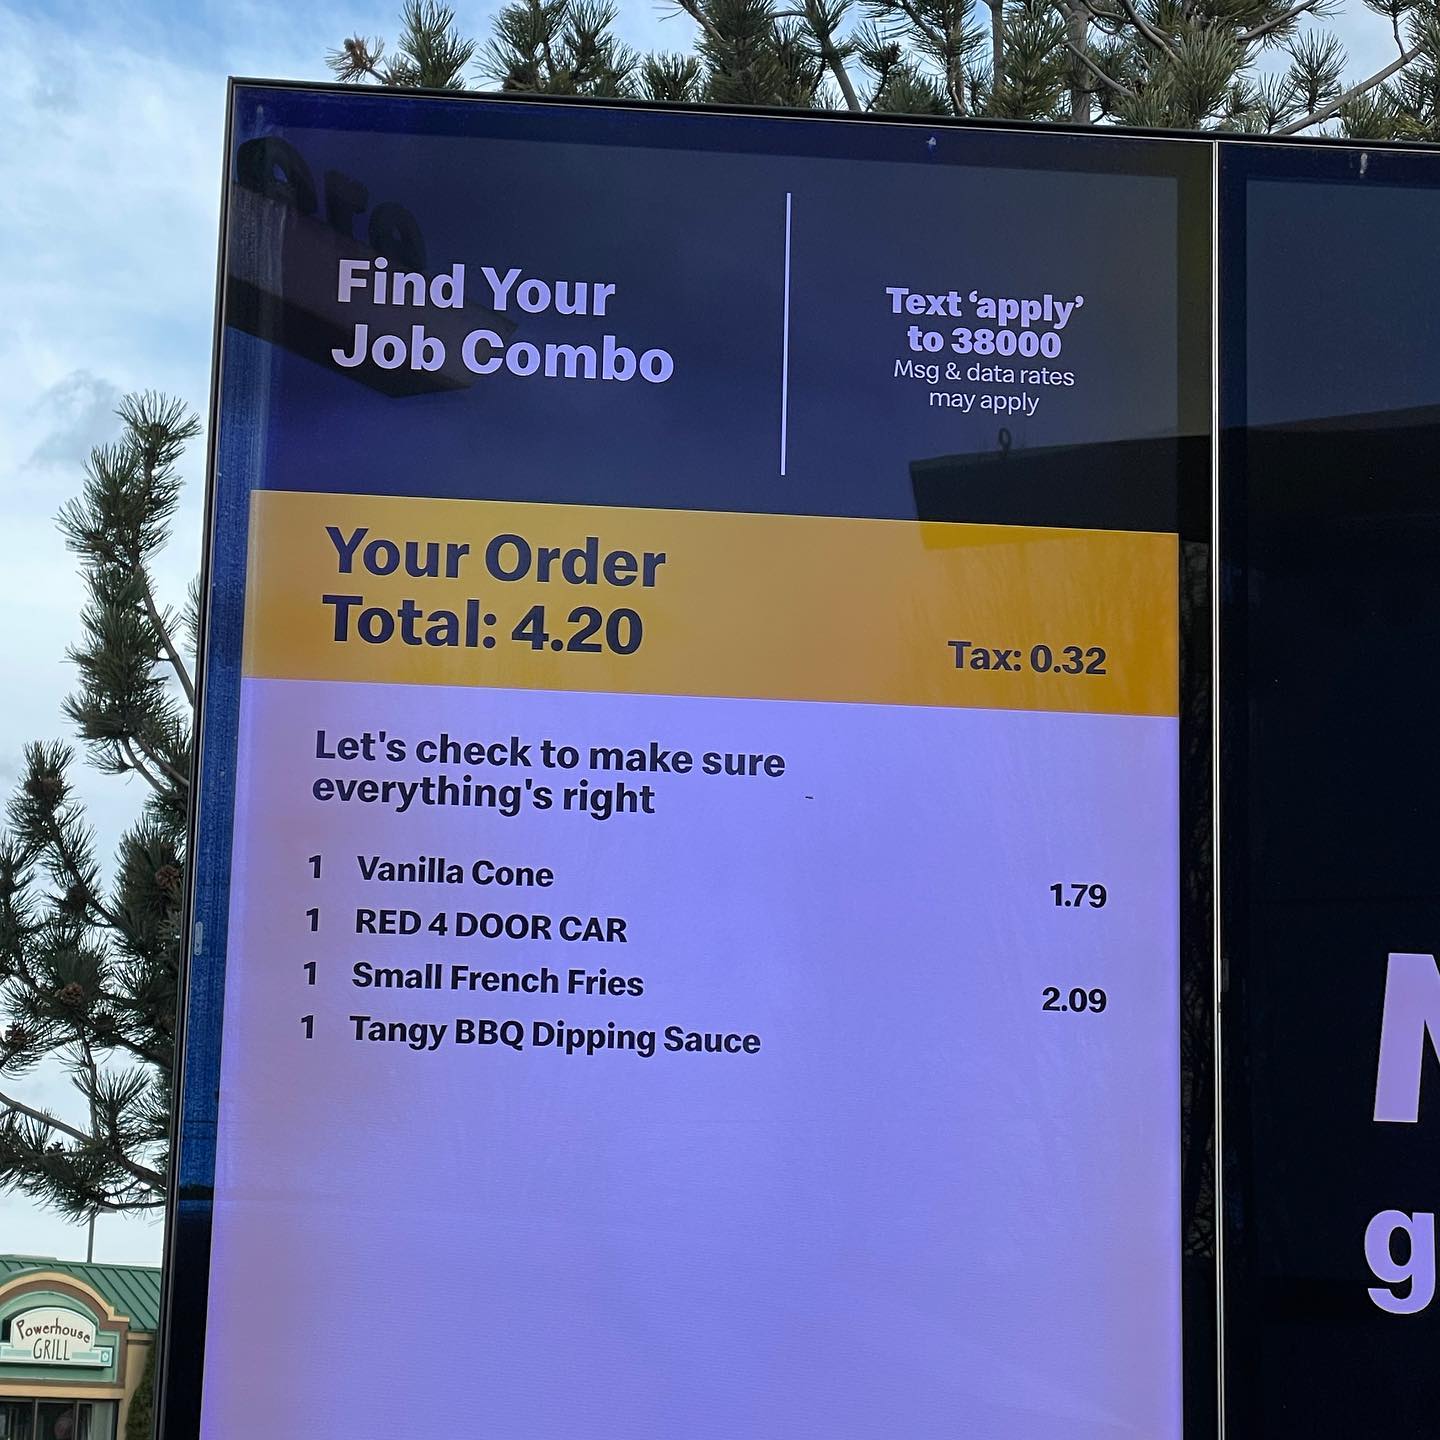 Find Your
Job Combo
Text ‘apply’
to 38000
Msg & data rates
may apply
Your Order
Total: 4.20
Tax: 0.32
Let's check to make sure
everything's right
1 Vanilla Cone 1.79
1 RED 4 DOOR CAR
1 Small French Fries 2.09
1 Tangy BBQ Dipping Sauce
Powerhouse
GRILL